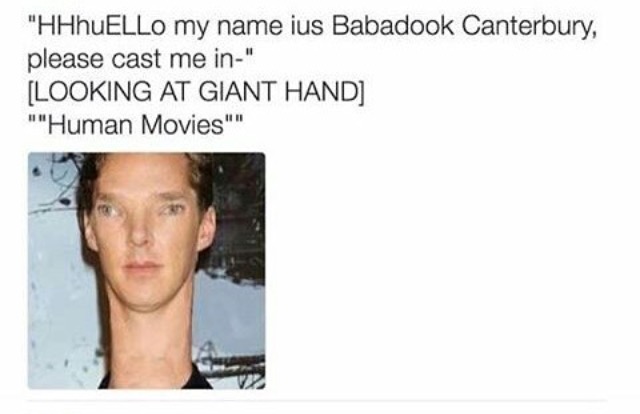 "HHhuELLo my name ius Babadook Canterbury,
please cast me in-"
[LOOKING AT GIANT HAND]
""Human Movies""